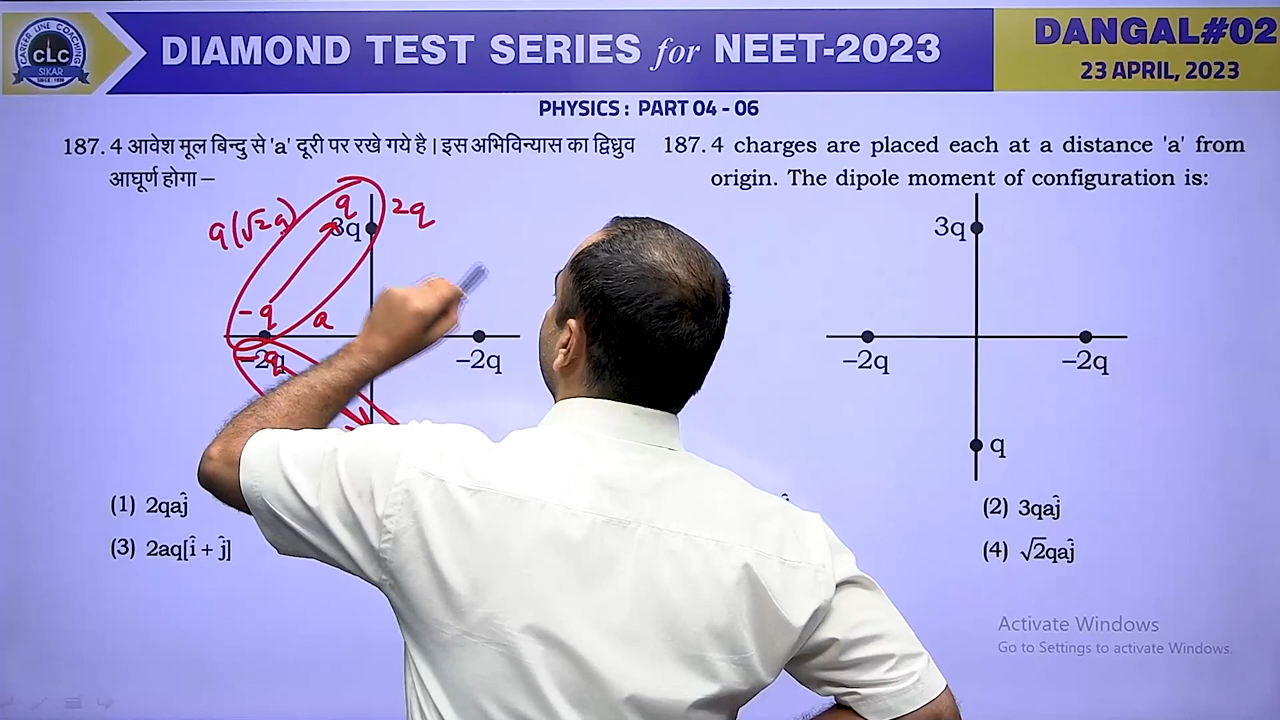 CAREER LINE COACHING
CLC
SIKAR
DIAMOND TEST SERIES for NEET-2023
DANGAL#02
23 APRIL, 2023
PHYSICS : PART 04 - 06
187. 4 आवेश मूल बिन्दु से 'a' दूरी पर रखे गये है। इस अभिविन्यास का द्विध्रुव
आघूर्ण होगा –
q(√2a)
q
3q
2q
-q
a
–2q
-q
–2q
(1) 2qaĵ
(3) 2aq[î + ĵ]
187. 4 charges are placed each at a distance 'a' from
origin. The dipole moment of configuration is:
3q
–2q
–2q
q
(2) 3qaĵ
(4) √2qaĵ
Activate Windows
Go to Settings to activate Windows.